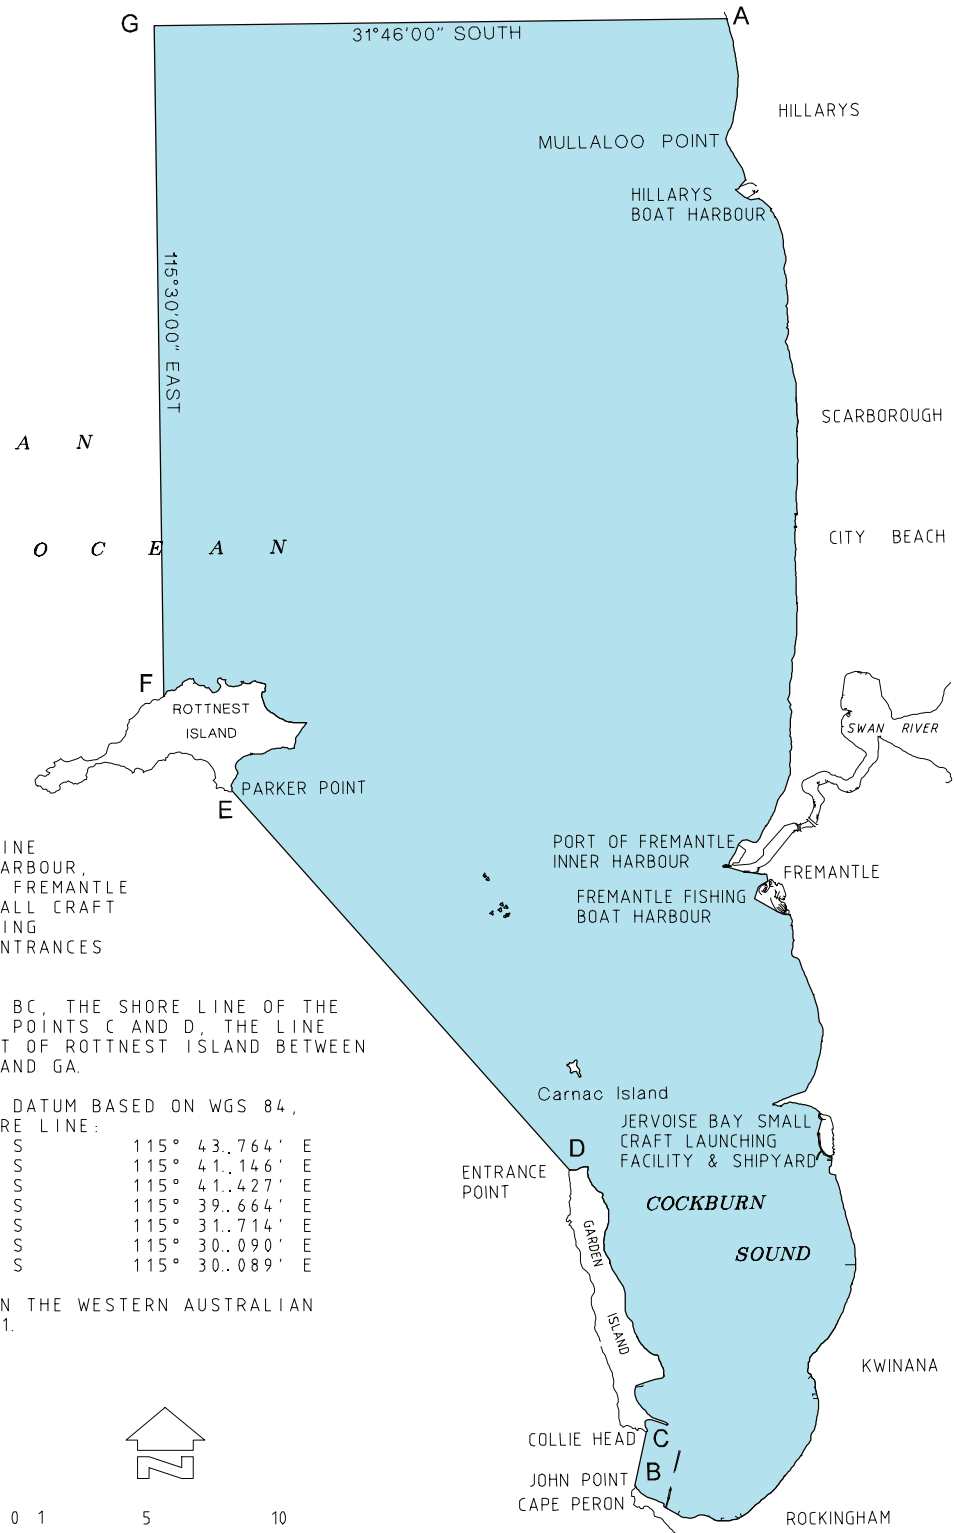 G
A
31°46'00" SOUTH
HILLARYS
MULLALOO POINT
HILLARYS
BOAT HARBOUR
115°30'00" EAST
SCARBOROUGH
A N
CITY BEACH
O C E A N
F
ROTTNEST
ISLAND
SWAN RIVER
PARKER POINT
E
PORT OF FREMANTLE
INNER HARBOUR
FREMANTLE
FREMANTLE FISHING
BOAT HARBOUR
INE
ARBOUR,
FREMANTLE
ALL CRAFT
ING
NTRANCES
BC, THE SHORE LINE OF THE
POINTS C AND D, THE LINE
T OF ROTTNEST ISLAND BETWEEN
AND GA.
Carnac Island
DATUM BASED ON WGS 84,
RE LINE:
S 115° 43..764' E
S 115° 41..146' E
S 115° 41..427' E
S 115° 39..664' E
S 115° 31..714' E
S 115° 30..090' E
S 115° 30..089' E
JERVOISE BAY SMALL
CRAFT LAUNCHING
FACILITY & SHIPYARD
D
ENTRANCE
POINT
COCKBURN
SOUND
GARDEN
ISLAND
N THE WESTERN AUSTRALIAN
1.
KWINANA
COLLIE HEAD
C
JOHN POINT
B
CAPE PERON
ROCKINGHAM
N
0 1 5 10